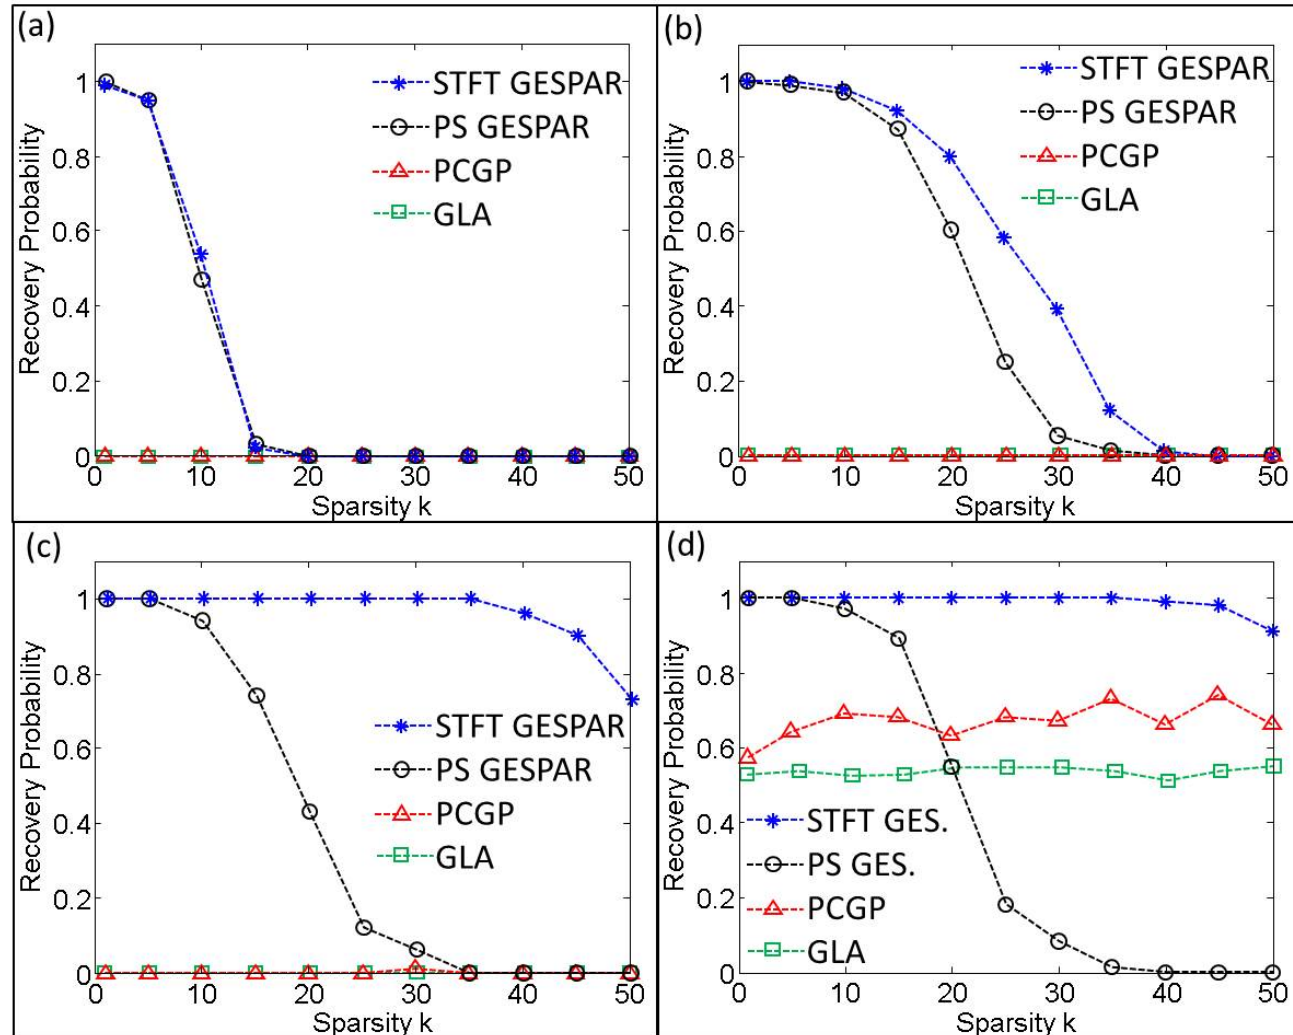 (a)
Recovery Probability
1
0.8
0.6
0.4
0.2
0
STFT GESPAR
PS GESPAR
PCGP
GLA
0 10 20 30 40 50
Sparsity k
(b)
Recovery Probability
1
0.8
0.6
0.4
0.2
0
STFT GESPAR
PS GESPAR
PCGP
GLA
0 10 20 30 40 50
Sparsity k
(c)
Recovery Probability
1
0.8
0.6
0.4
0.2
0
STFT GESPAR
PS GESPAR
PCGP
GLA
0 10 20 30 40 50
Sparsity k
(d)
Recovery Probability
1
0.8
0.6
0.4
0.2
0
STFT GES.
PS GES.
PCGP
GLA
0 10 20 30 40 50
Sparsity k